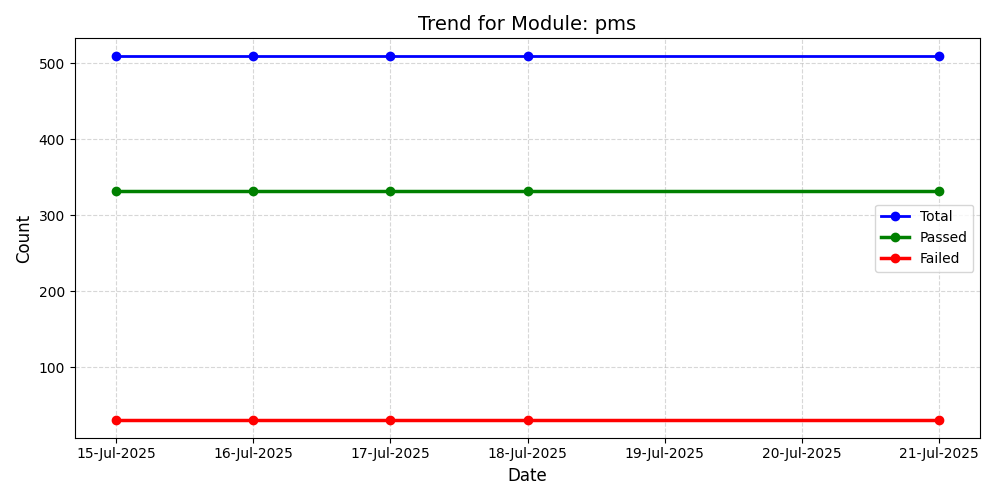 Trend for Module: pms
500
400
300
200
100
Count
Total
Passed
Failed
15-Jul-2025 16-Jul-2025 17-Jul-2025 18-Jul-2025 19-Jul-2025 20-Jul-2025 21-Jul-2025
Date